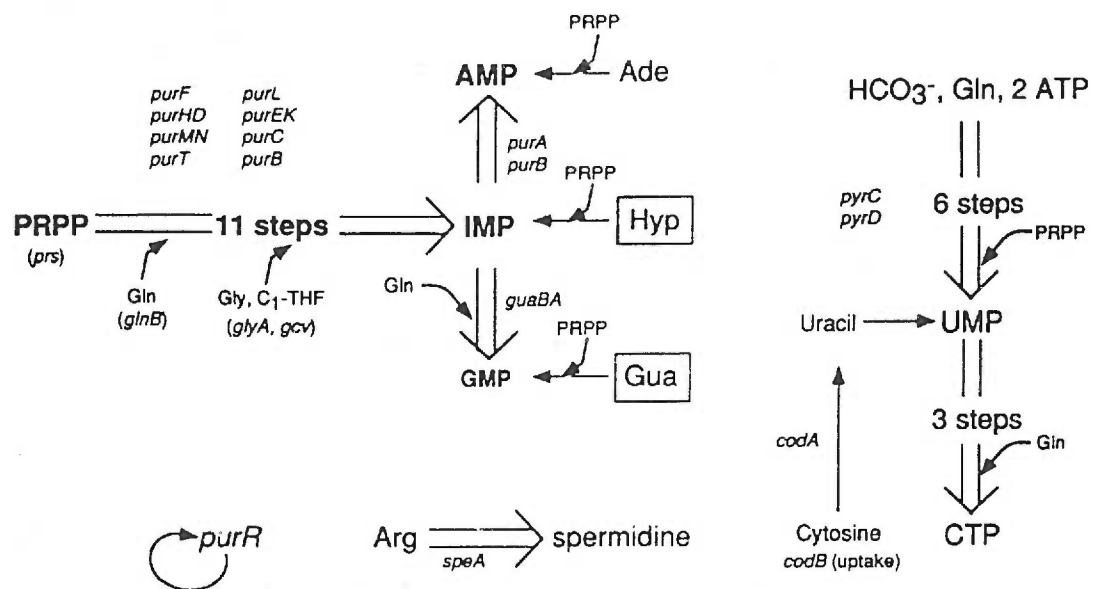 purF purL
purHD purEK
purMN purC
purT purB
PRPP
(prs)
11 steps
Gln
(glnB)
Gly, C1-THF
(glyA, gcv)
PRPP
AMP
Ade
purA
purB
PRPP
IMP
Hyp
Gln
guaBA
PRPP
GMP
Gua
HCO3-, Gln, 2 ATP
pyrC
pyrD
6 steps
PRPP
Uracil
UMP
codA
3 steps
Gln
Cytosine
codB (uptake)
CTP
purR
Arg
speA
spermidine